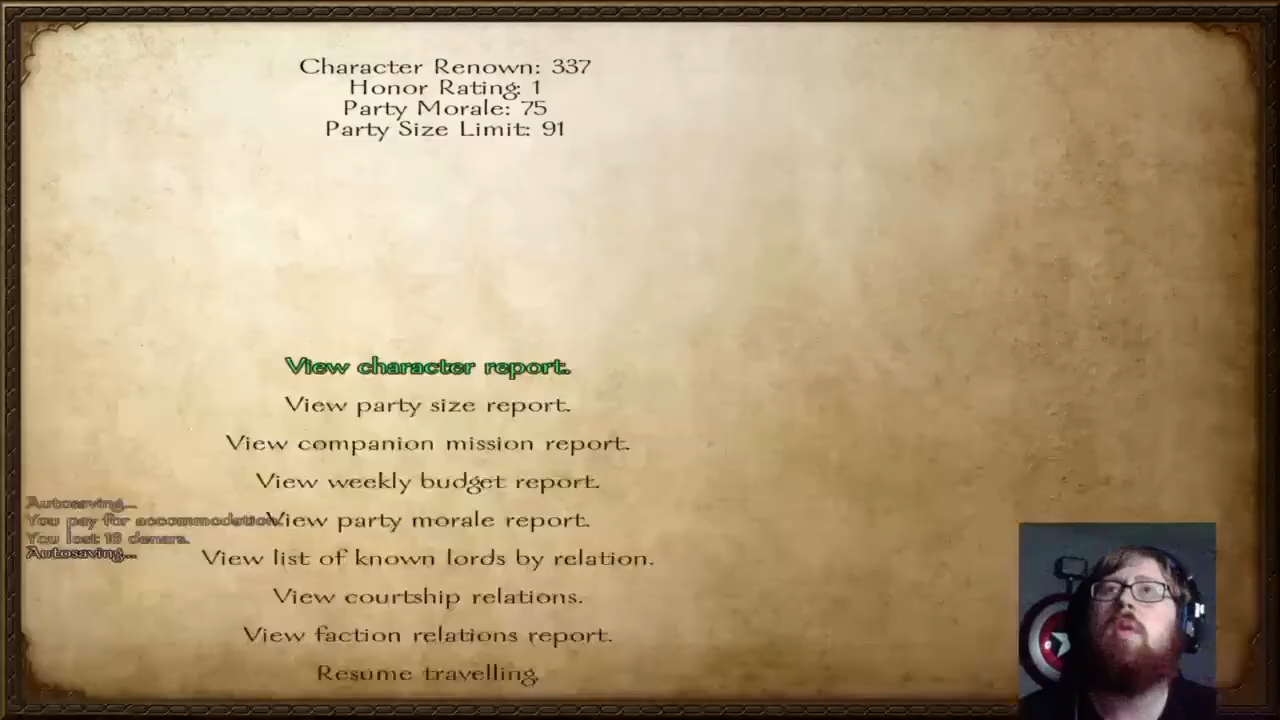 Character Renown: 337
Honor Rating: 1
Party Morale: 75
Party Size Limit: 91
View character report.
View party size report.
View companion mission report.
View weekly budget report.
Autosaving...
You pay for accommodation.
View party morale report.
You lost 16 denars.
Autosaving...
View list of known lords by relation.
View courtship relations.
View faction relations report.
Resume travelling.